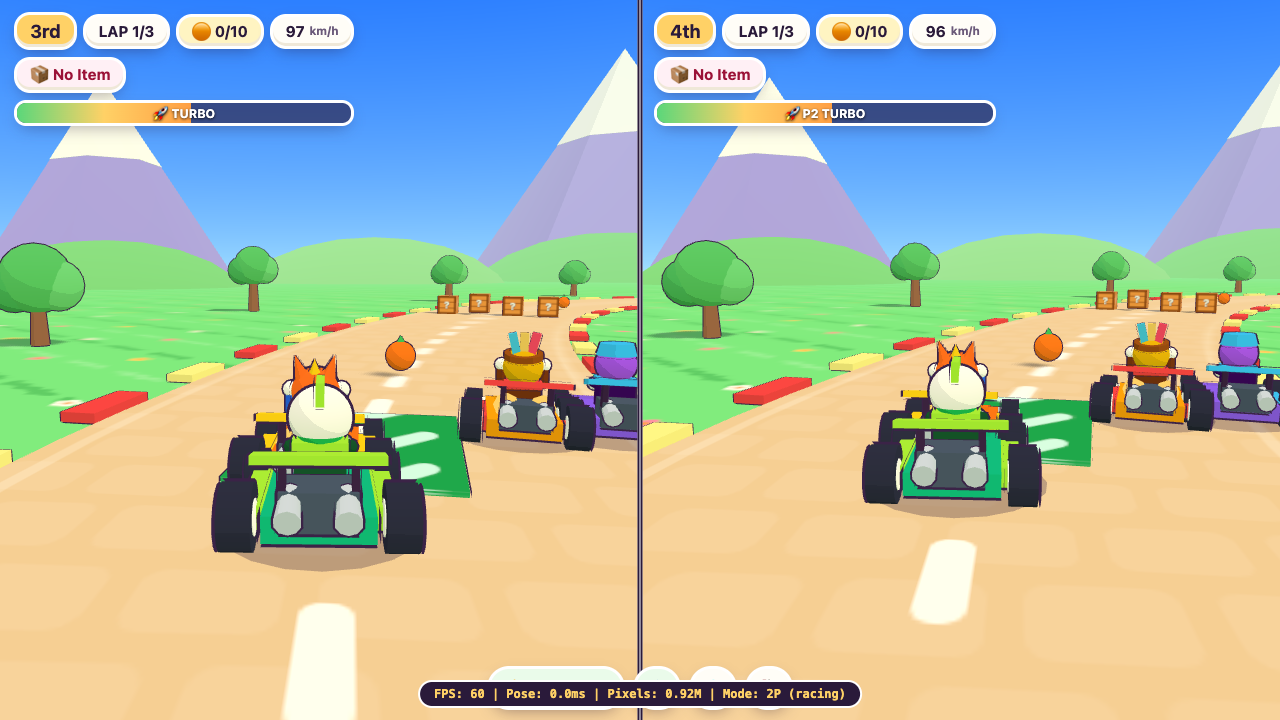 3rd LAP 1/3 0/10 97 km/h
No Item
TURBO
4th LAP 1/3 0/10 96 km/h
No Item
P2 TURBO
? ? ? ?
? ? ? ?
FPS: 60 | Pose: 0.0ms | Pixels: 0.92M | Mode: 2P (racing)